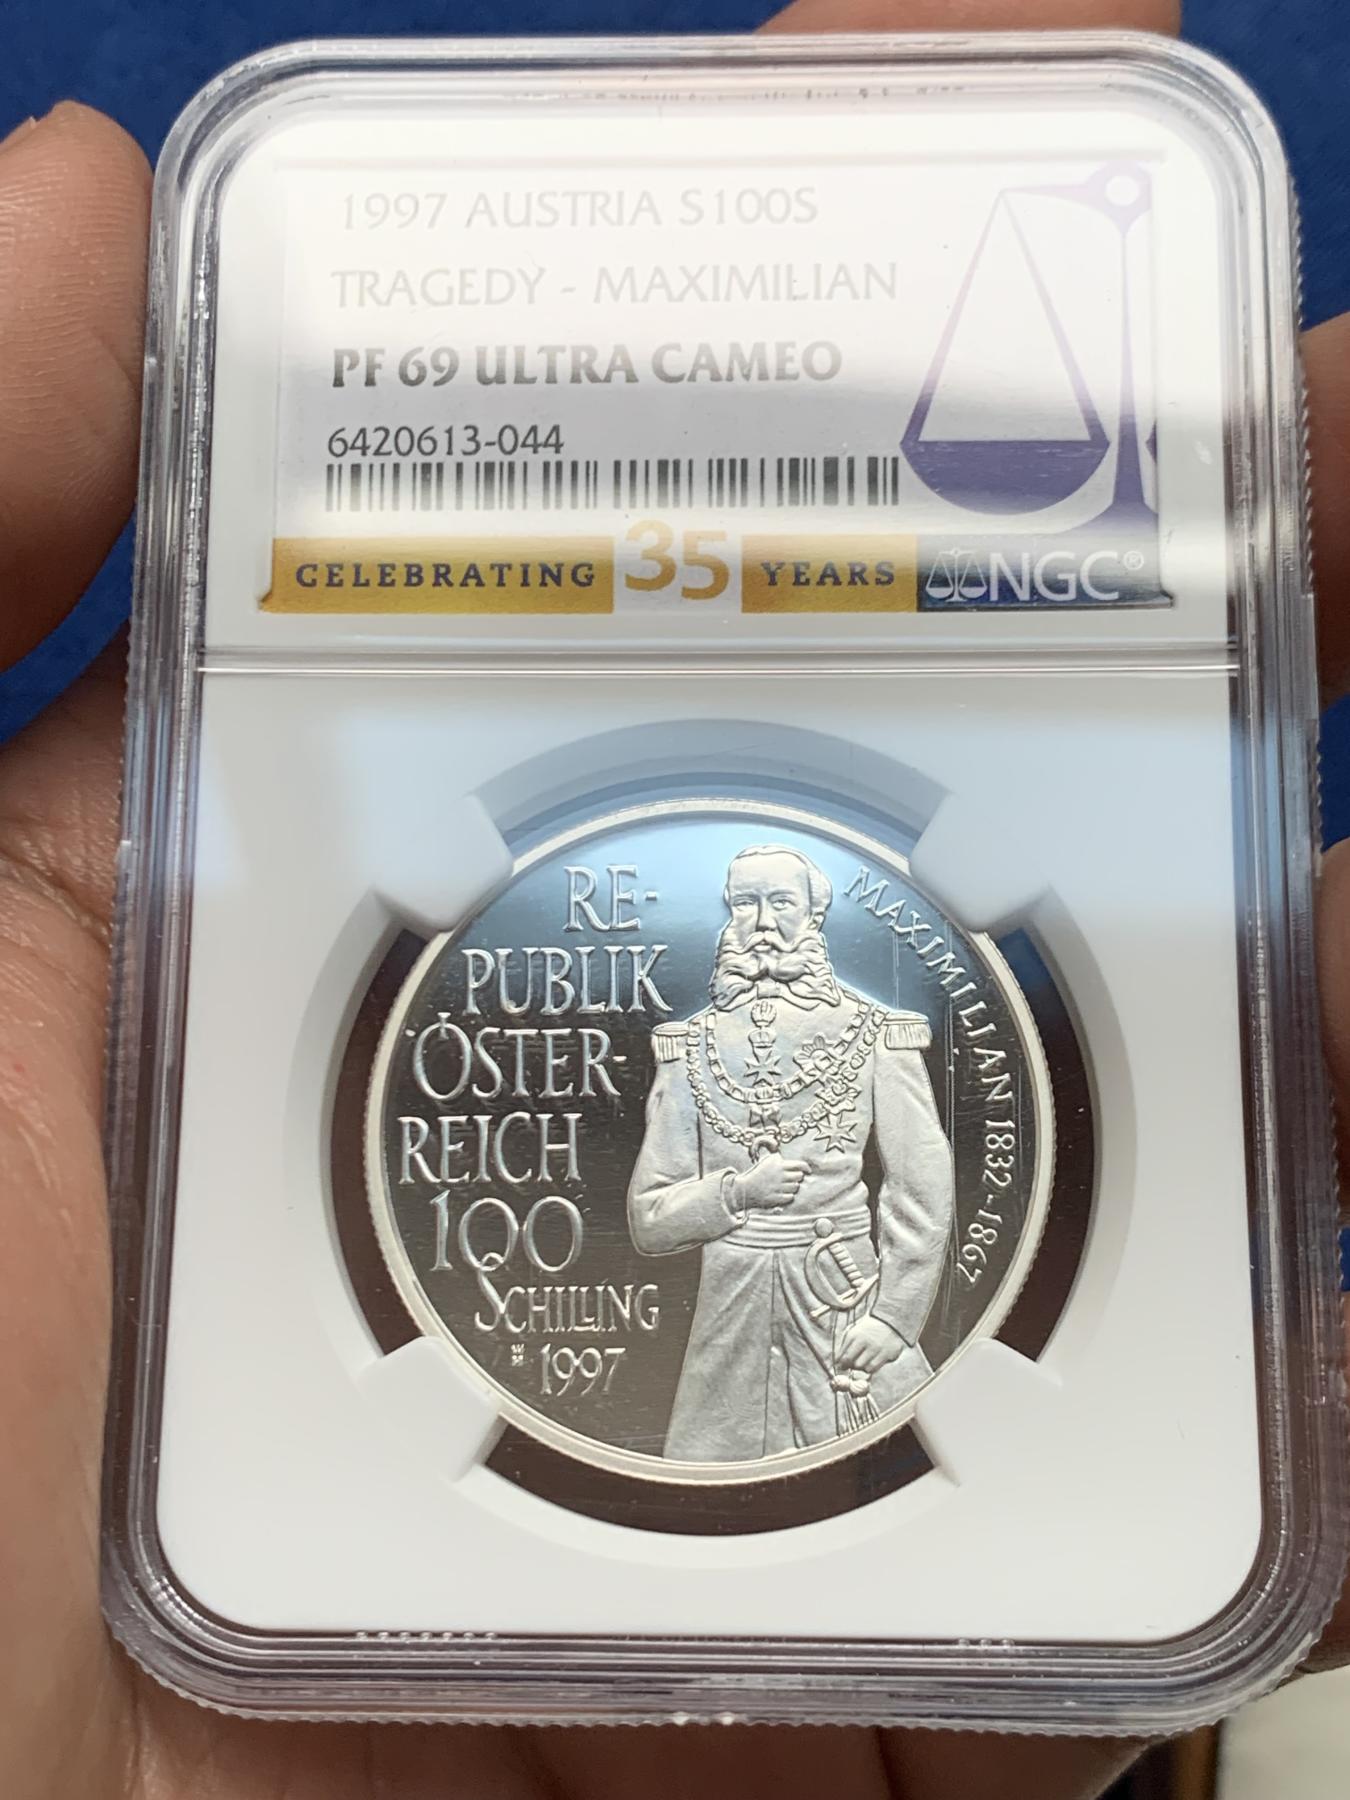 1997 AUSTRIA S100S
TRAGEDY - MAXIMILIAN
PF 69 ULTRA CAMEO
6420613-044
CELEBRATING 35 YEARS NGC®
RE-
PUBLIK
ÖSTER-
REICH
100
SCHILLING
1997
MAXIMILIAN 1832-1867